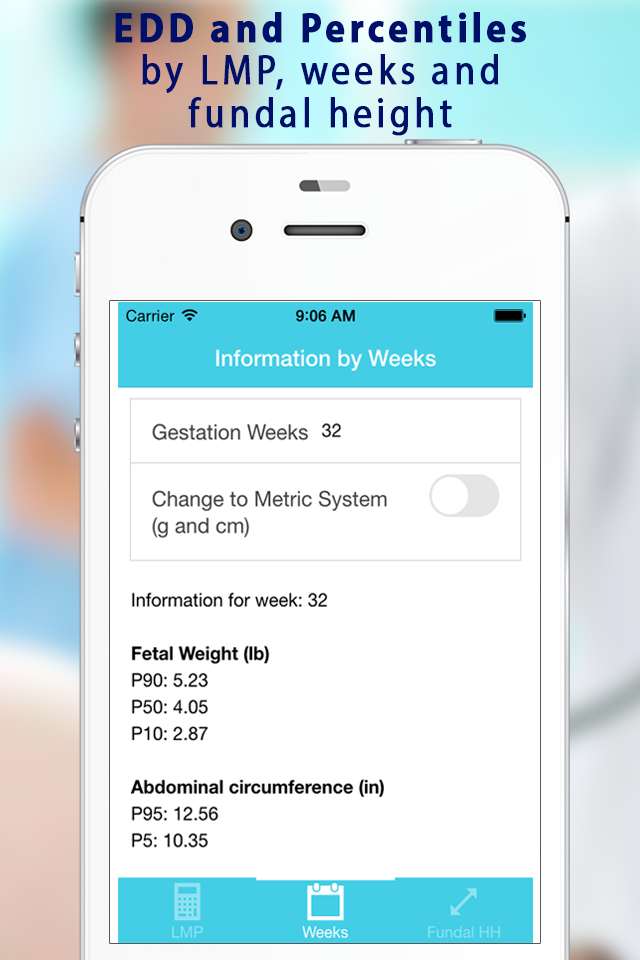 EDD and Percentiles
by LMP, weeks and
fundal height
Carrier 9:06 AM
Information by Weeks
Gestation Weeks 32
Change to Metric System
(g and cm)
Information for week: 32
Fetal Weight (lb)
P90: 5.23
P50: 4.05
P10: 2.87
Abdominal circumference (in)
P95: 12.56
P5: 10.35
LMP Weeks Fundal HH